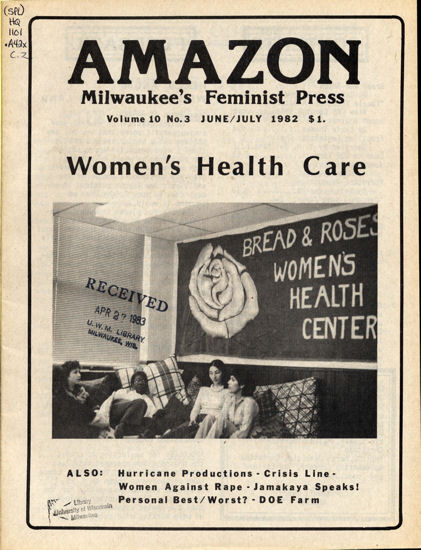 (SPL)
HQ
1101
.A42x
C.2
AMAZON
Milwaukee's Feminist Press
Volume 10 No.3 JUNE/JULY 1982 $1.
Women's Health Care
BREAD & ROSES
WOMEN'S
HEALTH
CENTER
RECEIVED
APR 27 1983
U.W.M. LIBRARY
MILWAUKEE, WIS.
ALSO: Hurricane Productions - Crisis Line -
Women Against Rape - Jamakaya Speaks!
Personal Best/Worst? - DOE Farm
Library
University of Wisconsin
Milwaukee